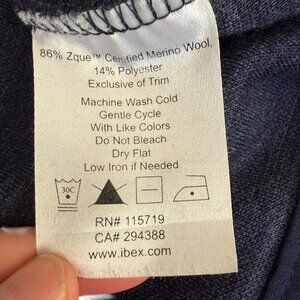 86% Zque™ Certified Merino Wool,
14% Polyester
Exclusive of Trim
Machine Wash Cold
Gentle Cycle
With Like Colors
Do Not Bleach
Dry Flat
Low Iron if Needed
30C
RN# 115719
CA# 294388
www.ibex.com